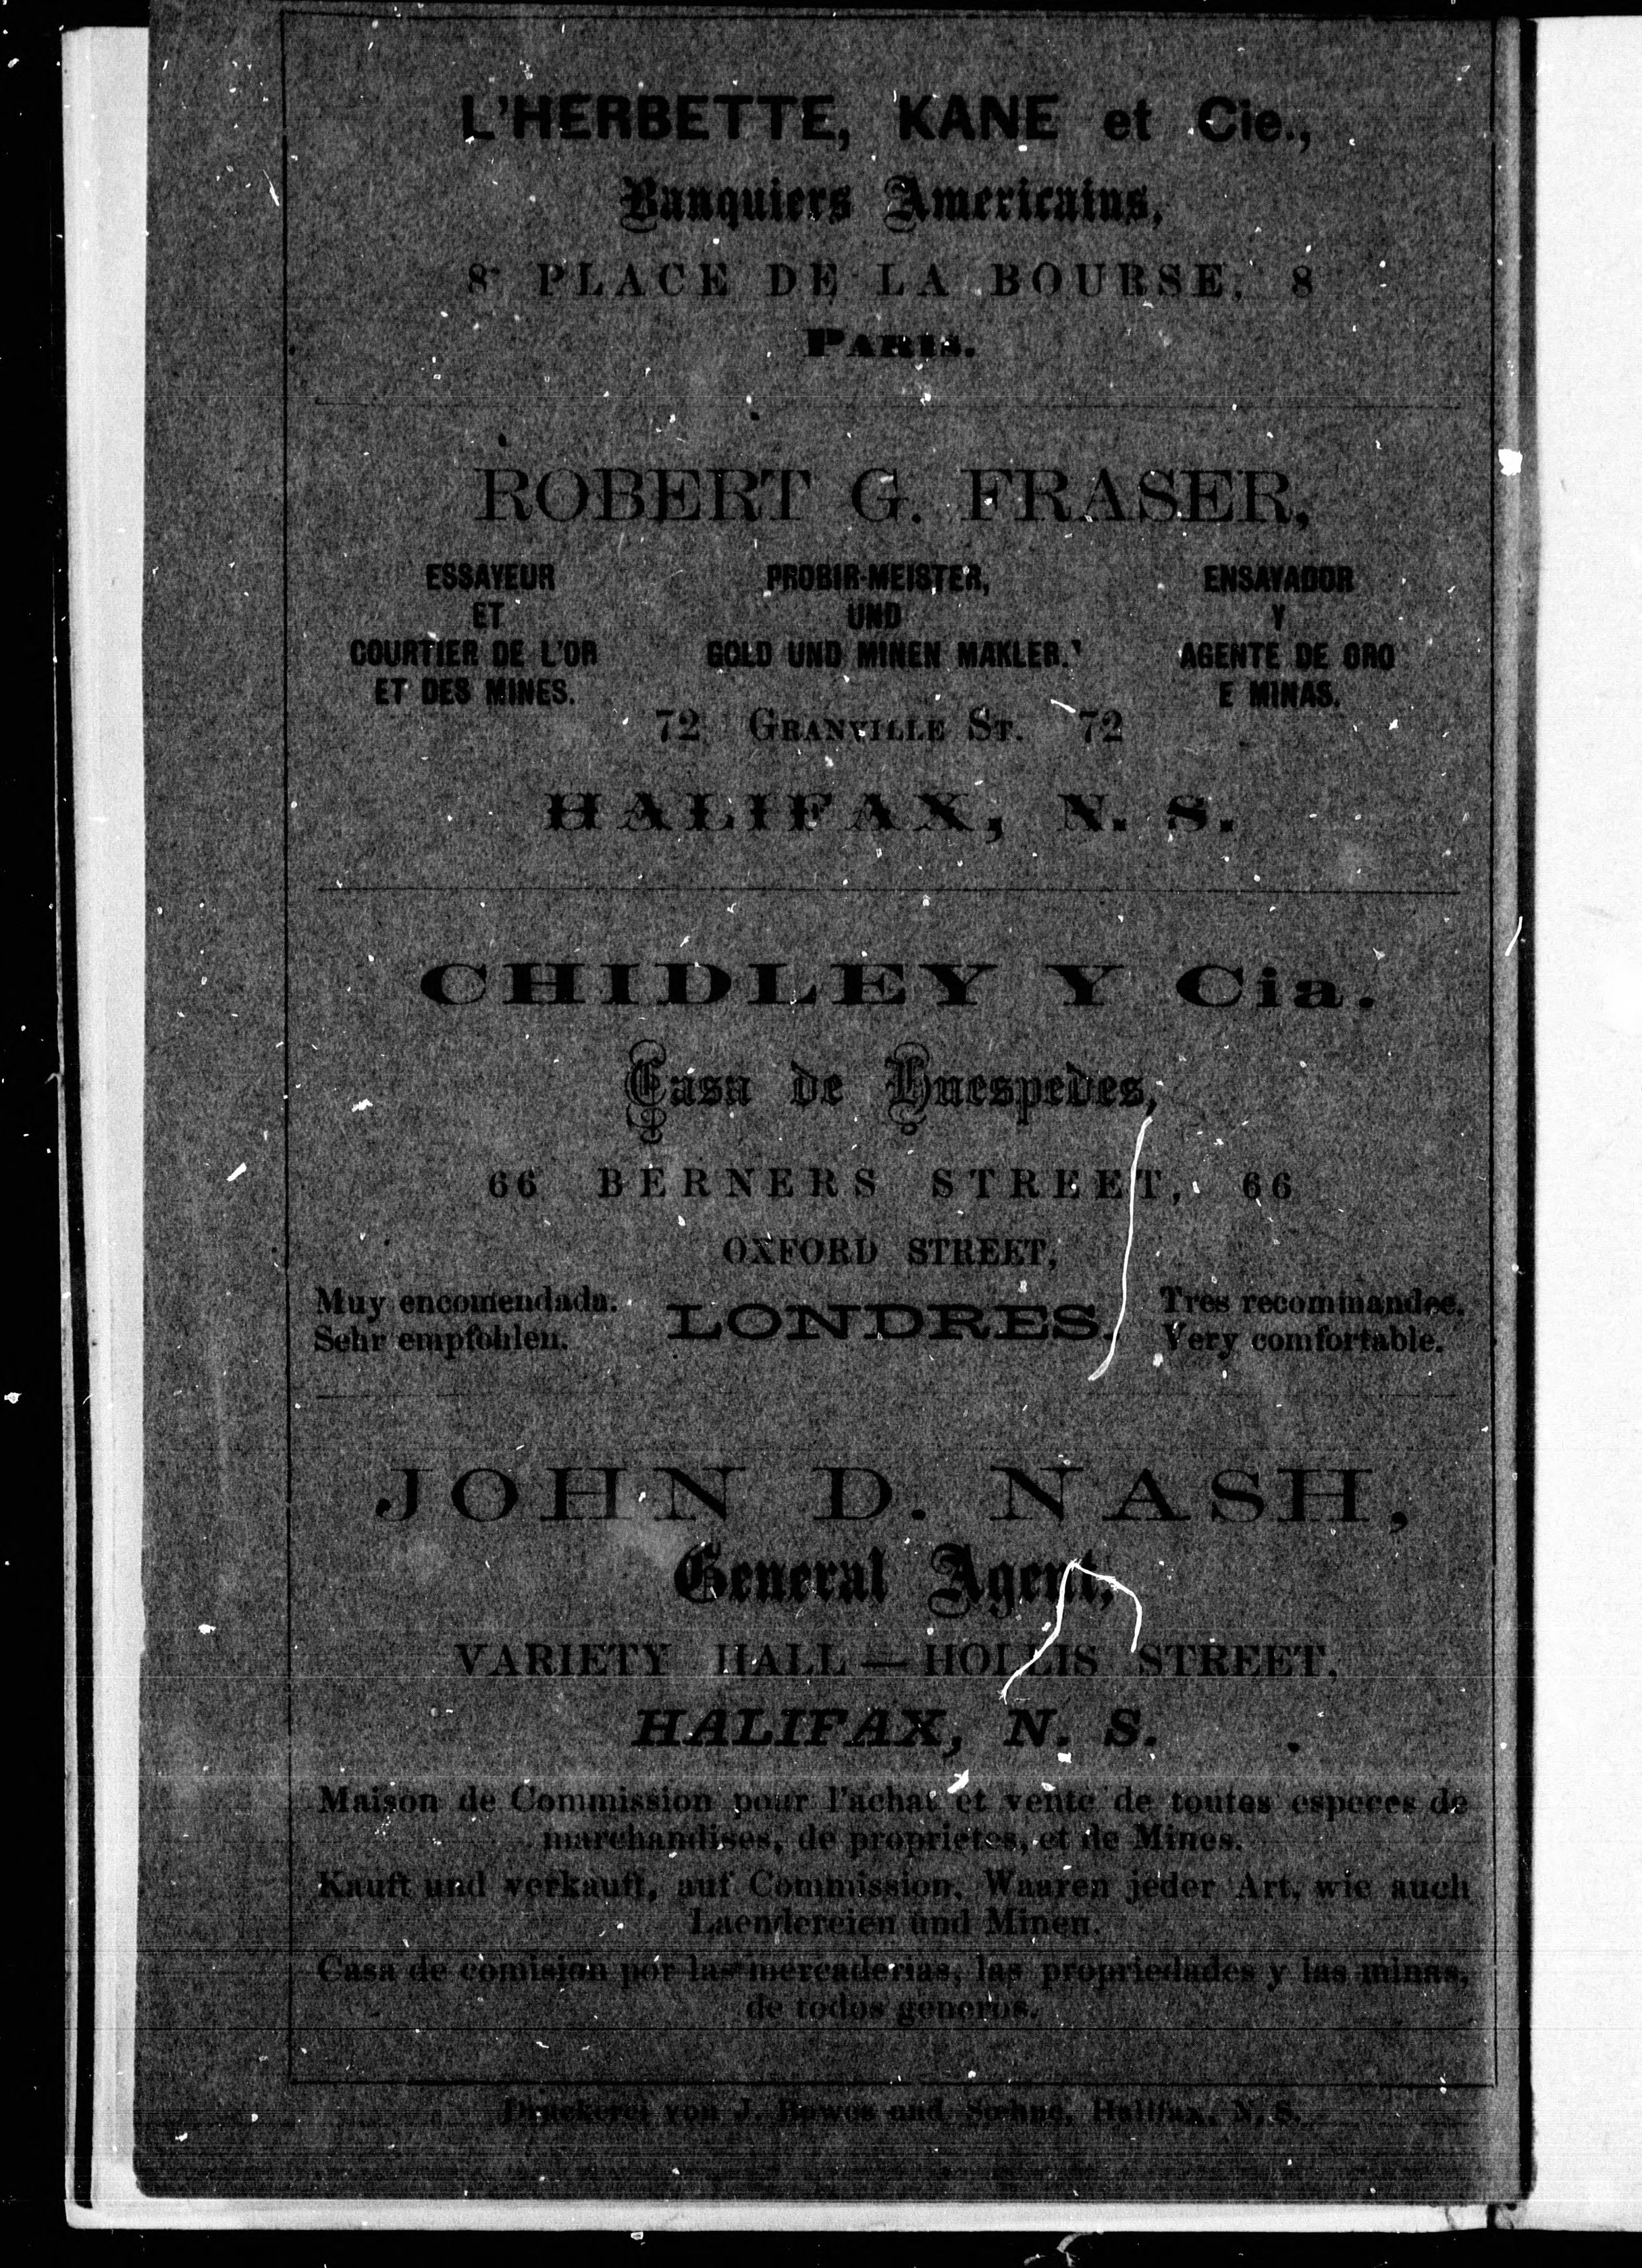 L'HERBETTE, KANE et Cie.,
Banquiers Americains,
8 PLACE DE LA BOURSE, 8
PARIS.
ROBERT G. FRASER,
ESSAYEUR
ET
COURTIER DE L'OR
ET DES MINES.
PROBIR-MEISTER,
UND
GOLD UND MINEN MAKLER.
ENSAYADOR
Y
AGENTE DE ORO
E MINAS.
72 GRANVILLE ST. 72
HALIFAX, N. S.
CHIDLEY Y Cia.
Casa de Huespedes,
66 BERNERS STREET, 66
OXFORD STREET,
Muy encomendada.
Sehr empfohlen.
LONDRES.
Tres recommandee.
Very comfortable.
JOHN D. NASH,
General Agent,
VARIETY HALL — HOLLIS STREET,
HALIFAX, N. S.
Maison de Commission pour l'achat et vente de toutes especes de
marchandises, de proprietes, et de Mines.
Kauft und verkauft, auf Commission, Waaren jeder Art, wie auch
Laendereien und Minen.
Casa de comision por las mercaderias, las propriedades y las minas,
de todos generos.
Druckerei von J. Bowes und Sœhne, Halifax, N. S.